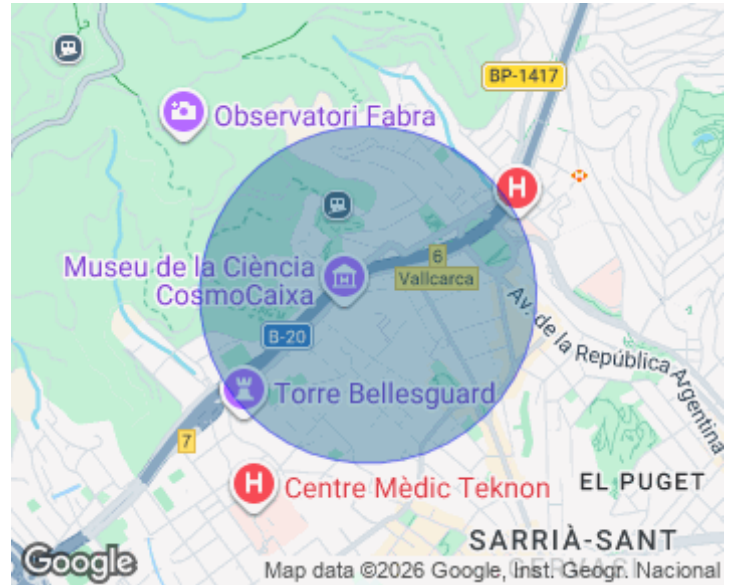 BP-1417
Observatori Fabra
H
Museu de la Ciència
CosmoCaixa
6
Vallcarca
B-20
Av. de la República Argentina
Torre Bellesguard
7
H
Centre Mèdic Teknon
EL PUGET
SARRIÀ-SANT
GERVASI
Google
Map data ©2026 Google, Inst. Geogr. Nacional